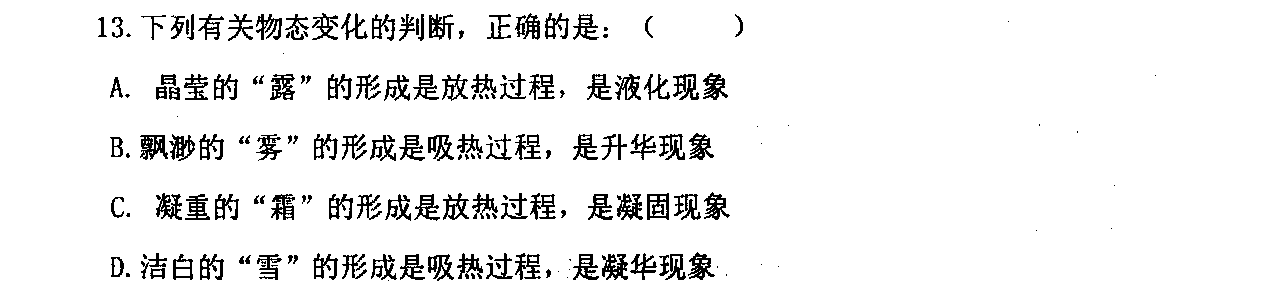 13.下列有关物态变化的判断，正确的是：（　　）
A. 晶莹的“露”的形成是放热过程，是液化现象
B.飘渺的“雾”的形成是吸热过程，是升华现象
C. 凝重的“霜”的形成是放热过程，是凝固现象
D.洁白的“雪”的形成是吸热过程，是凝华现象